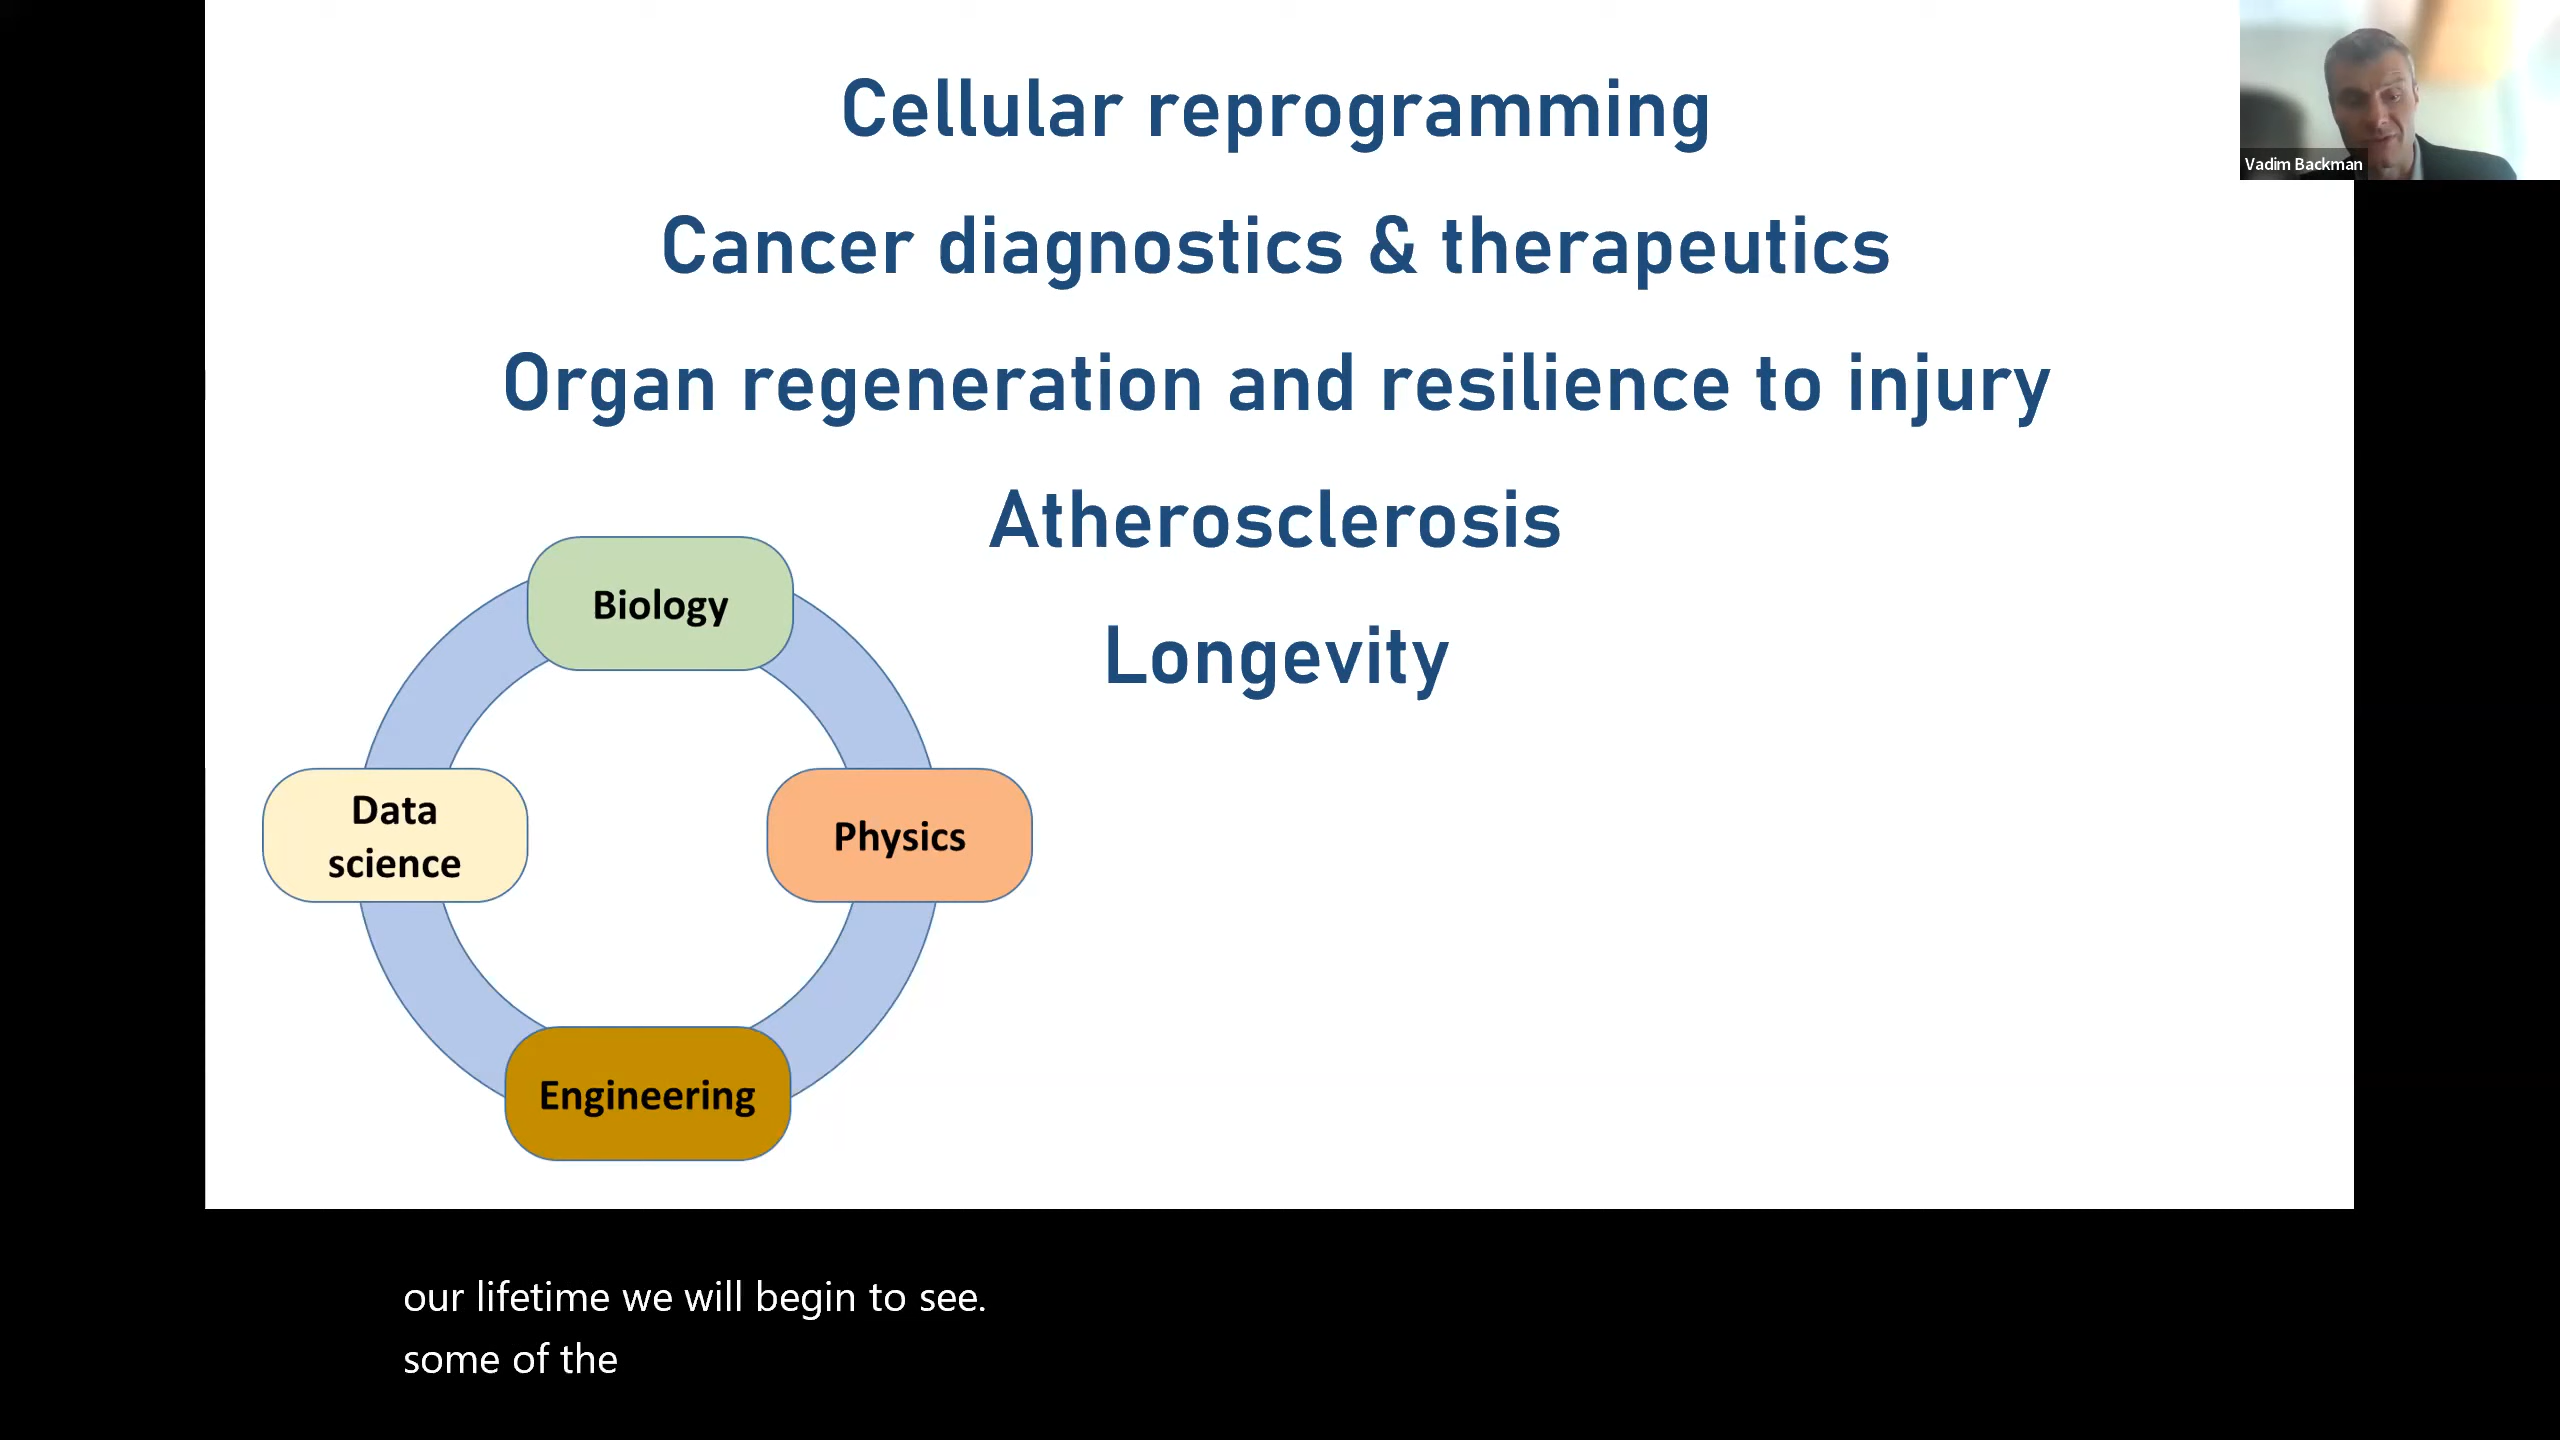 Cellular reprogramming
Cancer diagnostics & therapeutics
Organ regeneration and resilience to injury
Atherosclerosis
Longevity
Biology
Data
science
Physics
Engineering
Vadim Backman
our lifetime we will begin to see.
some of the